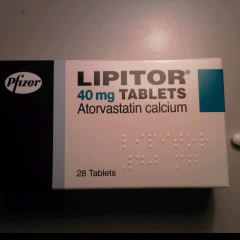 Pfizer
LIPITOR®
40 mg TABLETS
Atorvastatin calcium
28 Tablets